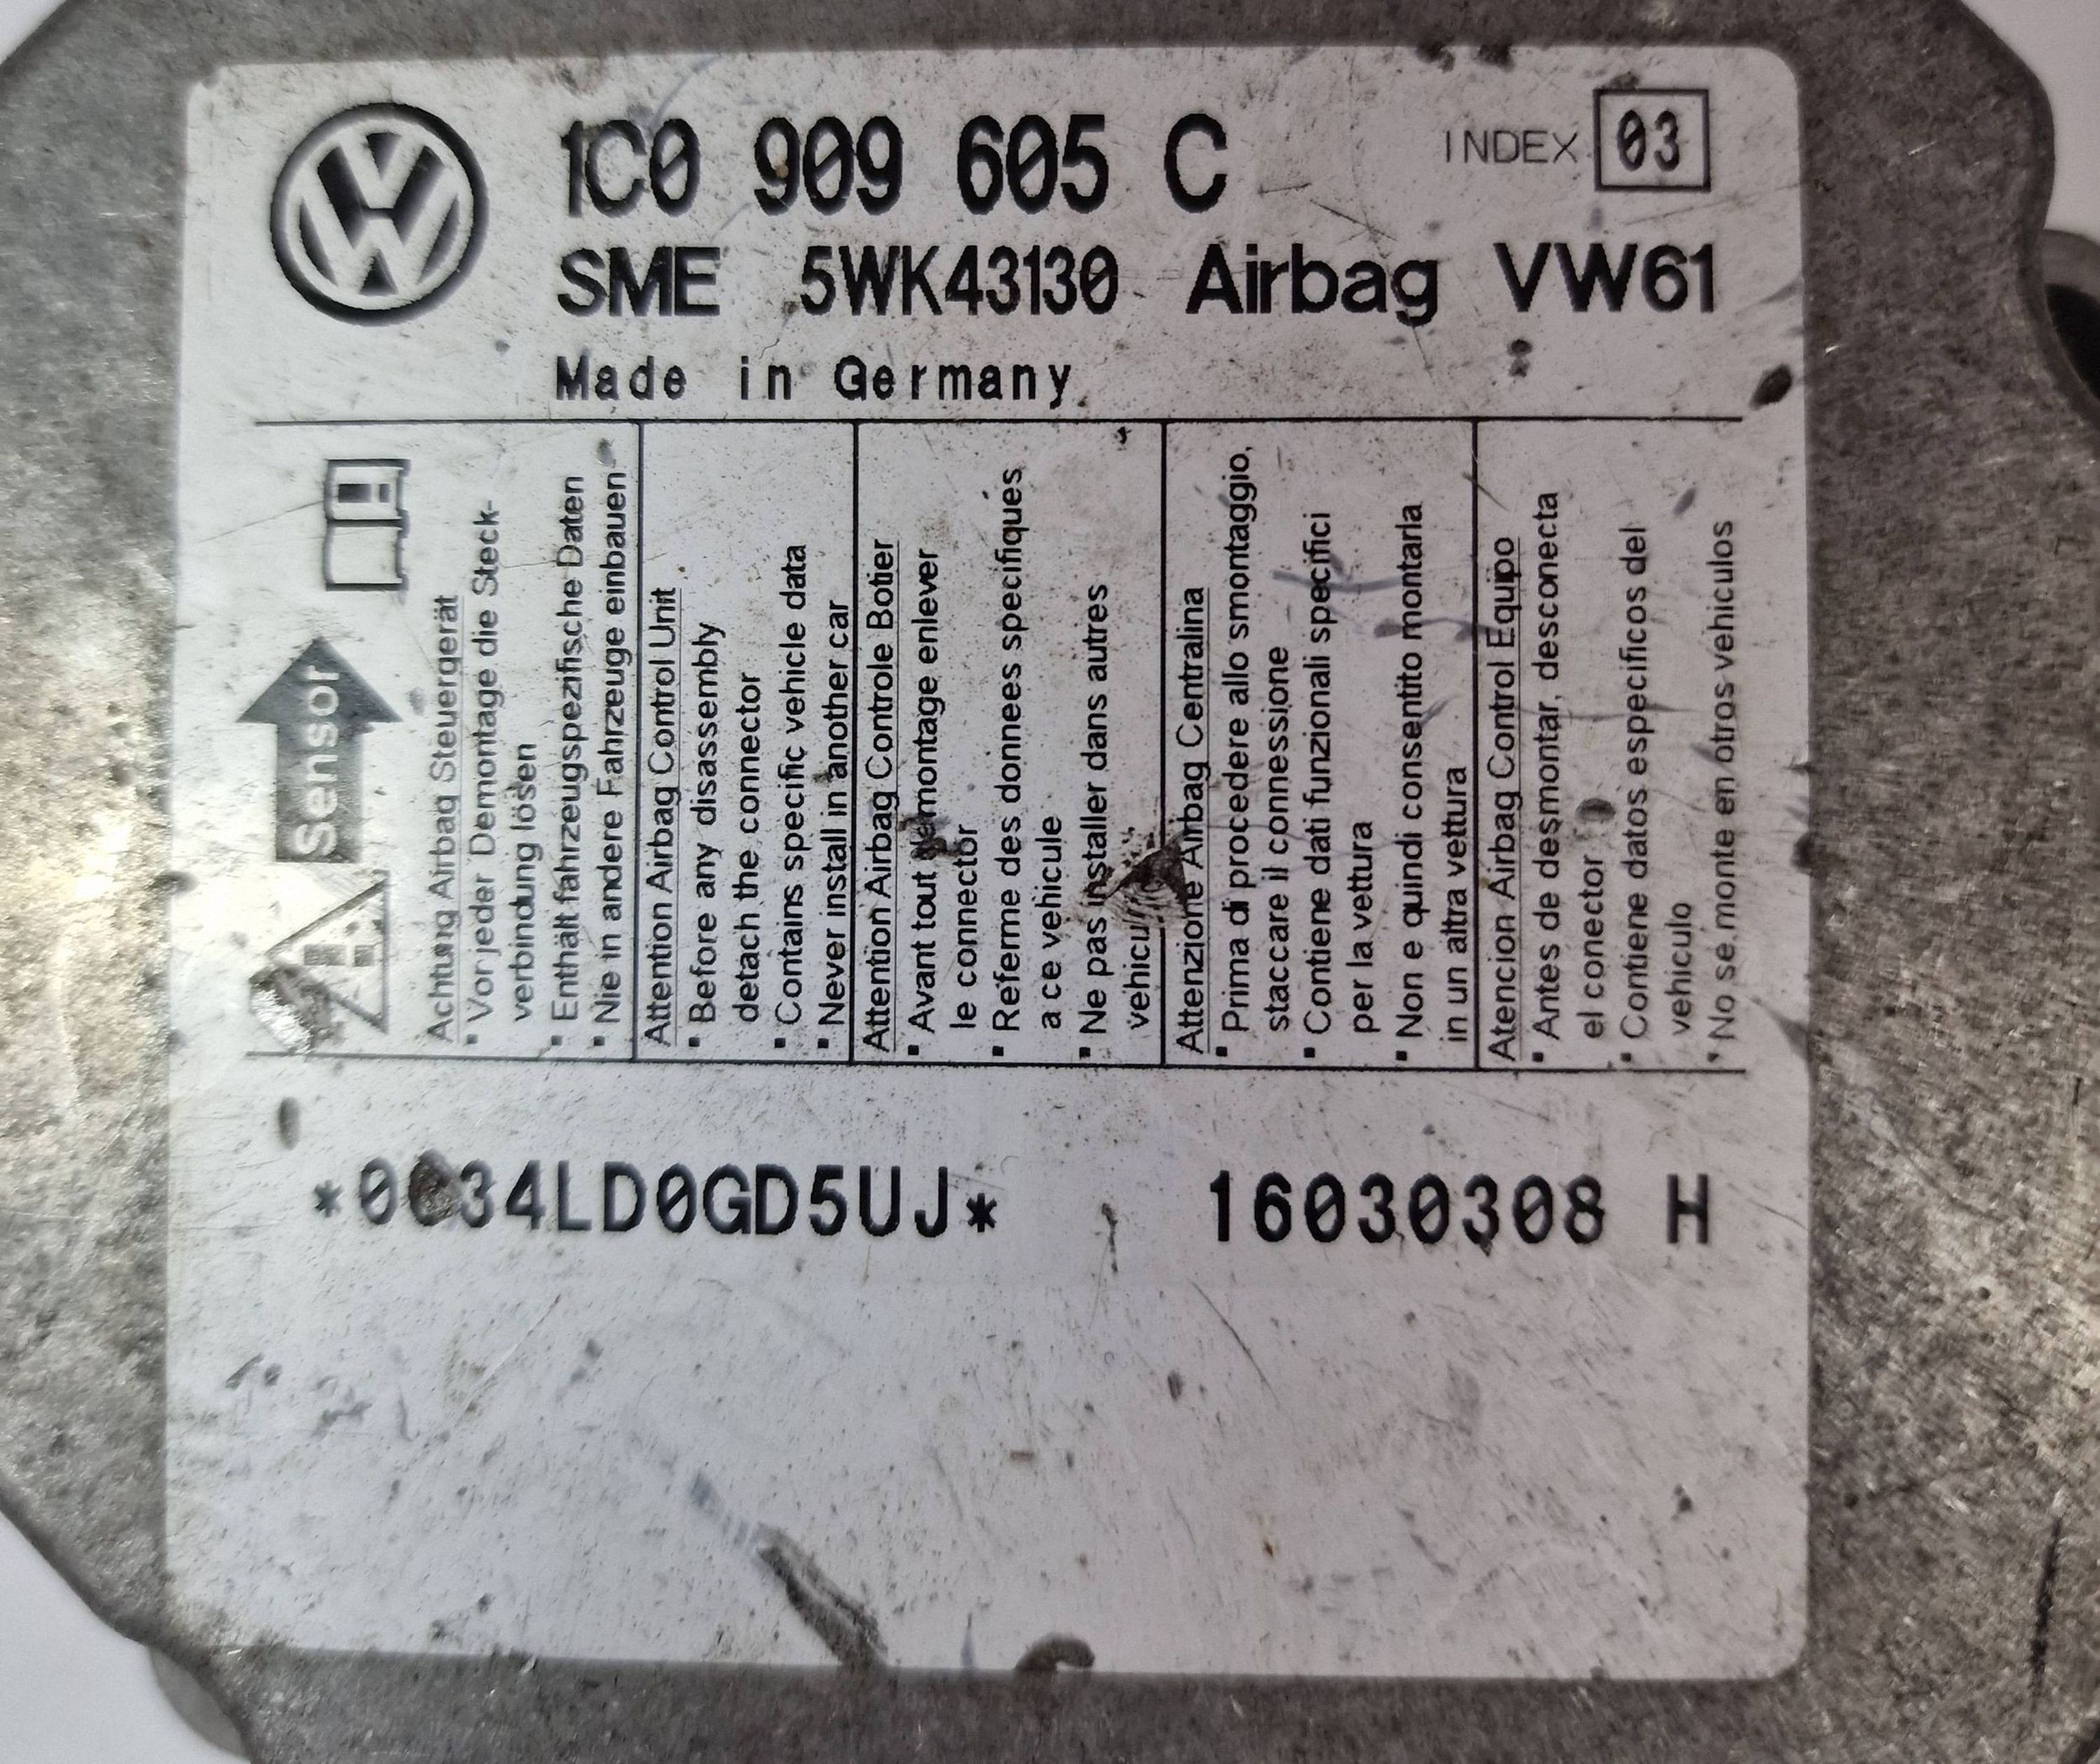 1C0 909 605 C
INDEX 03
SME 5WK43130 Airbag VW61
Made in Germany
Sensor
Achtung Airbag Steuergerät
▪ Vor jeder Demontage die Steck-
verbindung lösen
▪ Enthält fahrzeugspezifische Daten
▪ Nie in andere Fahrzeuge einbauen
Attention Airbag Control Unit
▪ Before any disassembly
detach the connector
▪ Contains specific vehicle data
▪ Never install in another car
Attention Airbag Controle Botier
▪ Avant tout demontage enlever
le connector
▪ Referme des donnees specifiques
a ce vehicule
▪ Ne pas installer dans autres
Attenzione Airbag Centralina
▪ Prima di procedere allo smontaggio,
staccare il connessione
▪ Contiene dati funzionali specifici
per la vettura
▪ Non e quindi consentito montarla
in un altra vettura
Atencion Airbag Control Equipo
▪ Antes de desmontar, desconecta
el conector
▪ Contiene datos especificos del
vehiculo
▪ No se monte en otros vehiculos
16030308 H